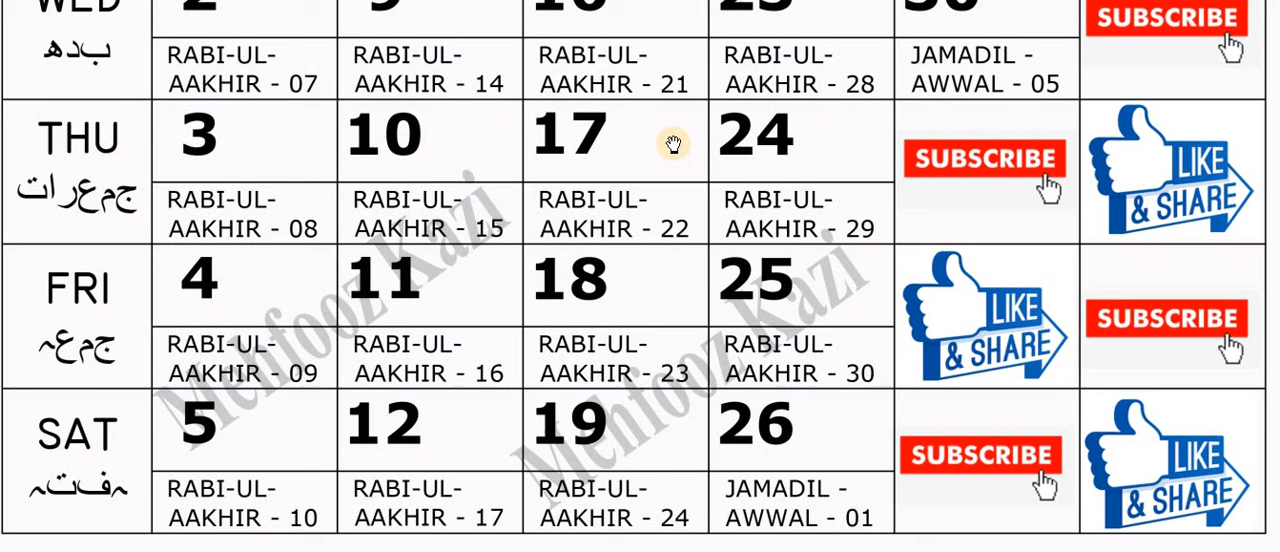 WED 2 9 16 23 30 SUBSCRIBE
بدھ
RABI-UL- RABI-UL- RABI-UL- RABI-UL- JAMADIL -
AAKHIR - 07 AAKHIR - 14 AAKHIR - 21 AAKHIR - 28 AWWAL - 05
THU 3 10 17 24 SUBSCRIBE LIKE
& SHARE
جمعرات
RABI-UL- RABI-UL- RABI-UL- RABI-UL-
AAKHIR - 08 AAKHIR - 15 AAKHIR - 22 AAKHIR - 29
FRI 4 11 18 25 LIKE SUBSCRIBE
& SHARE
جمعہ
RABI-UL- RABI-UL- RABI-UL- RABI-UL-
AAKHIR - 09 AAKHIR - 16 AAKHIR - 23 AAKHIR - 30
SAT 5 12 19 26 SUBSCRIBE LIKE
& SHARE
ہفتہ
RABI-UL- RABI-UL- RABI-UL- JAMADIL -
AAKHIR - 10 AAKHIR - 17 AAKHIR - 24 AWWAL - 01
Mehfooz Kazi
Mehfooz Kazi